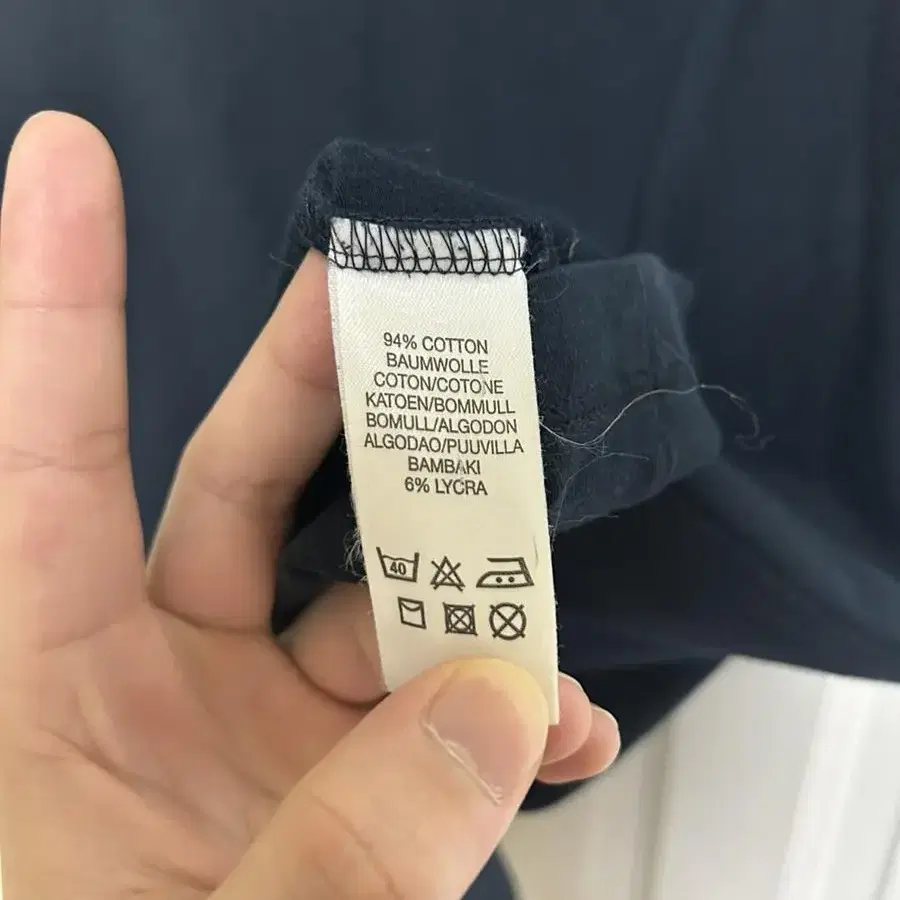 94% COTTON
BAUMWOLLE
COTON/COTONE
KATOEN/BOMMULL
BOMULL/ALGODON
ALGODAO/PUUVILLA
BAMBAKI
6% LYCRA
40